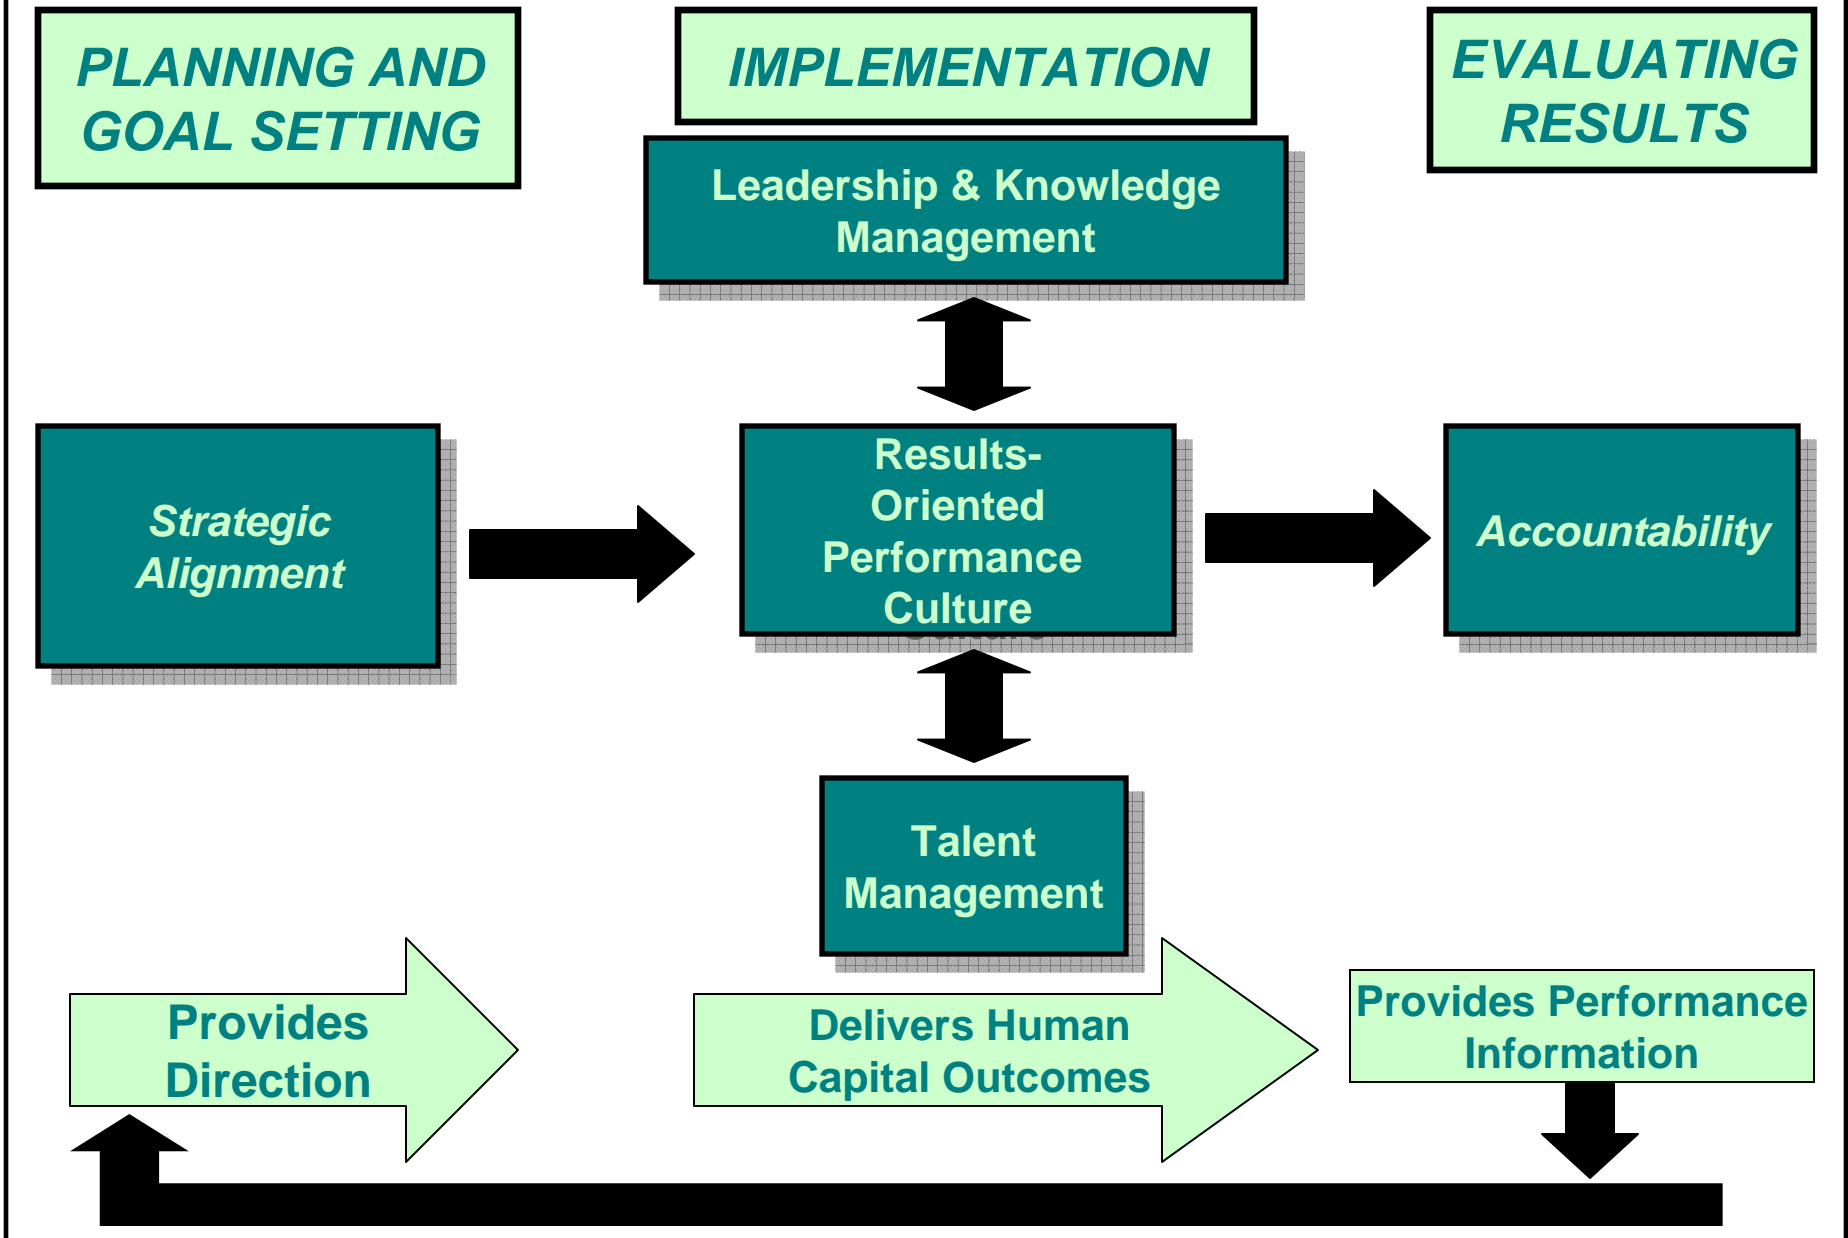 PLANNING AND
GOAL SETTING
IMPLEMENTATION
EVALUATING
RESULTS
Leadership & Knowledge
Management
Strategic
Alignment
Results-
Oriented
Performance
Culture
Accountability
Talent
Management
Provides
Direction
Delivers Human
Capital Outcomes
Provides Performance
Information